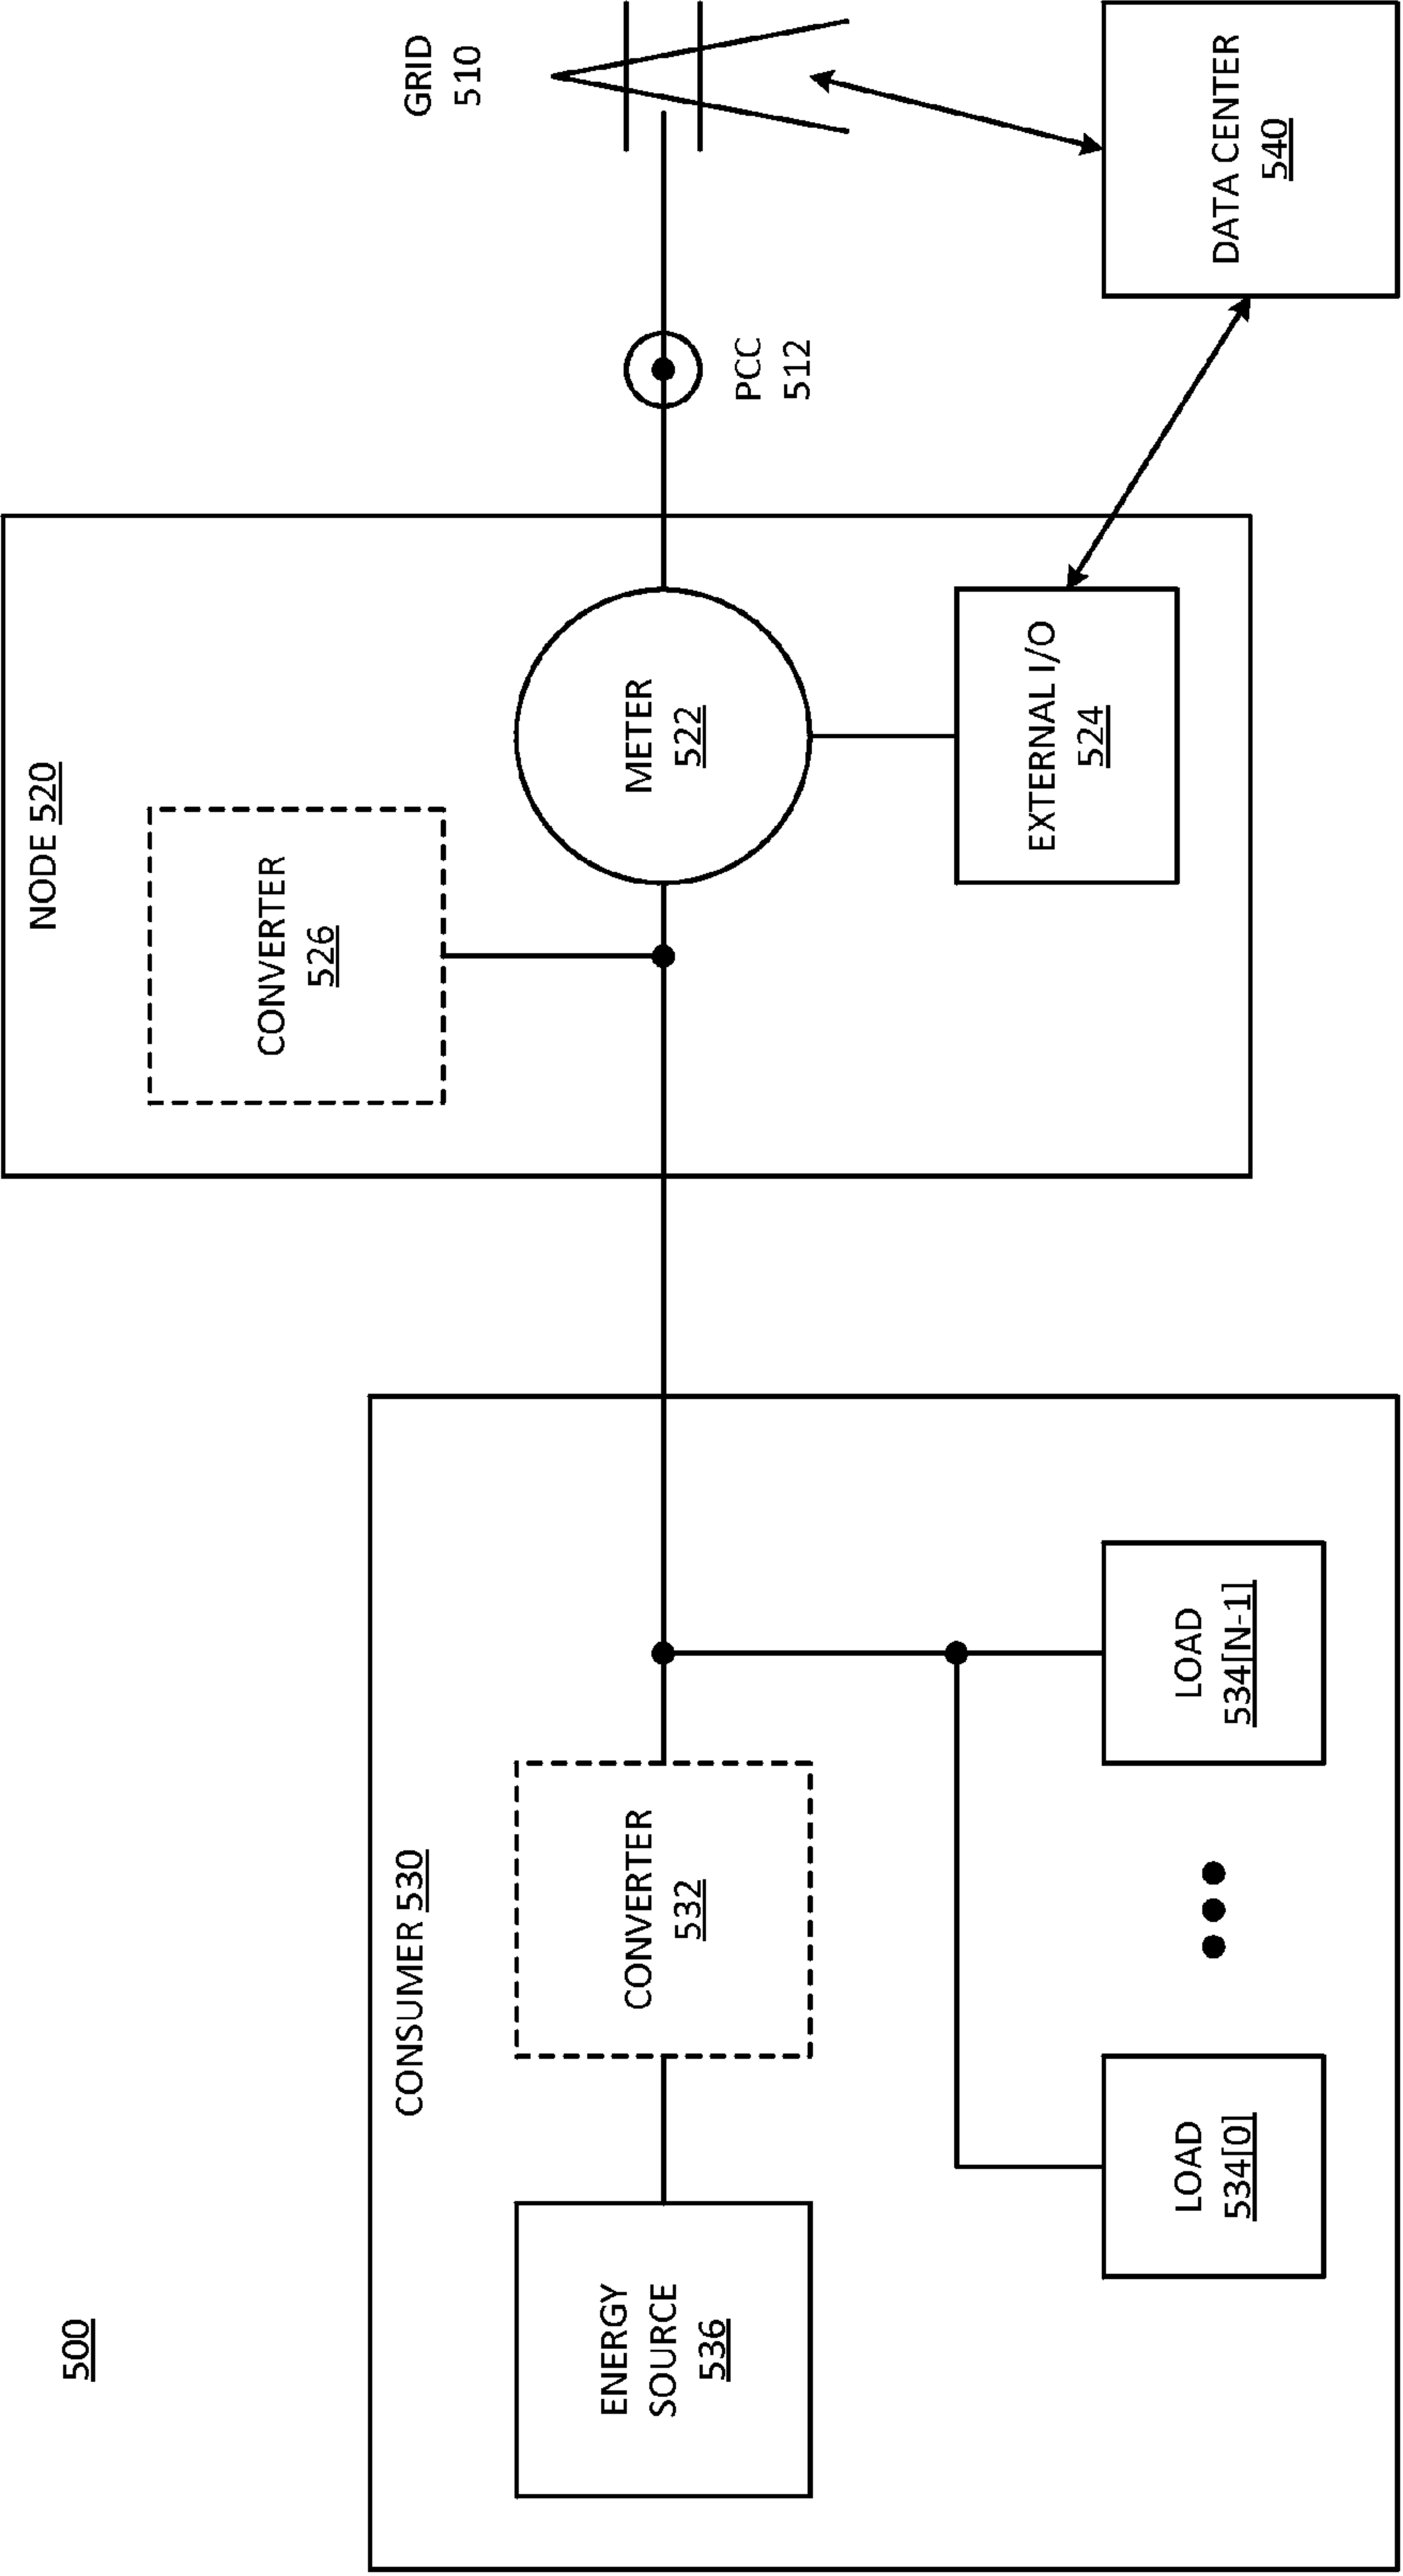 500
CONSUMER 530
ENERGY
SOURCE
536
CONVERTER
532
LOAD
534[0]
LOAD
534[N-1]
NODE 520
CONVERTER
526
METER
522
EXTERNAL I/O
524
PCC
512
GRID
510
DATA CENTER
540